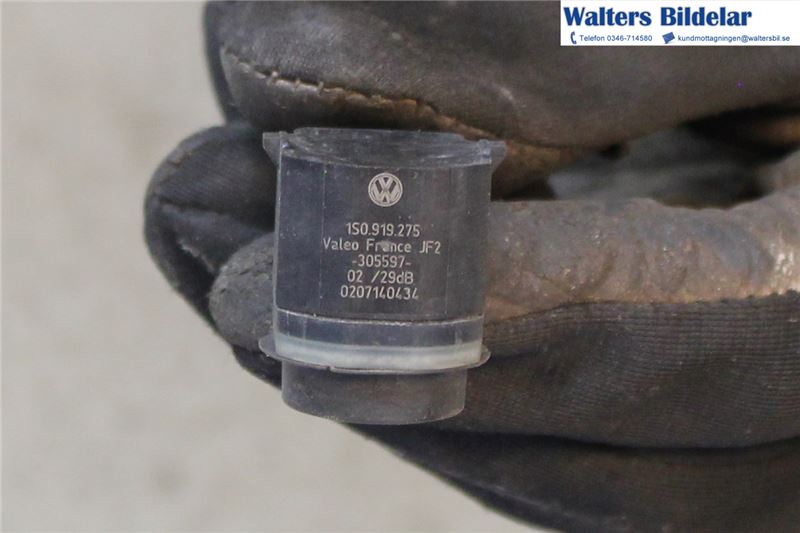 Walters Bildelar
Telefon 0346-714580 kundmottagningen@waltersbil.se
1S0.919.275
Valeo France JF2
-305597-
02 /29dB
0207140434